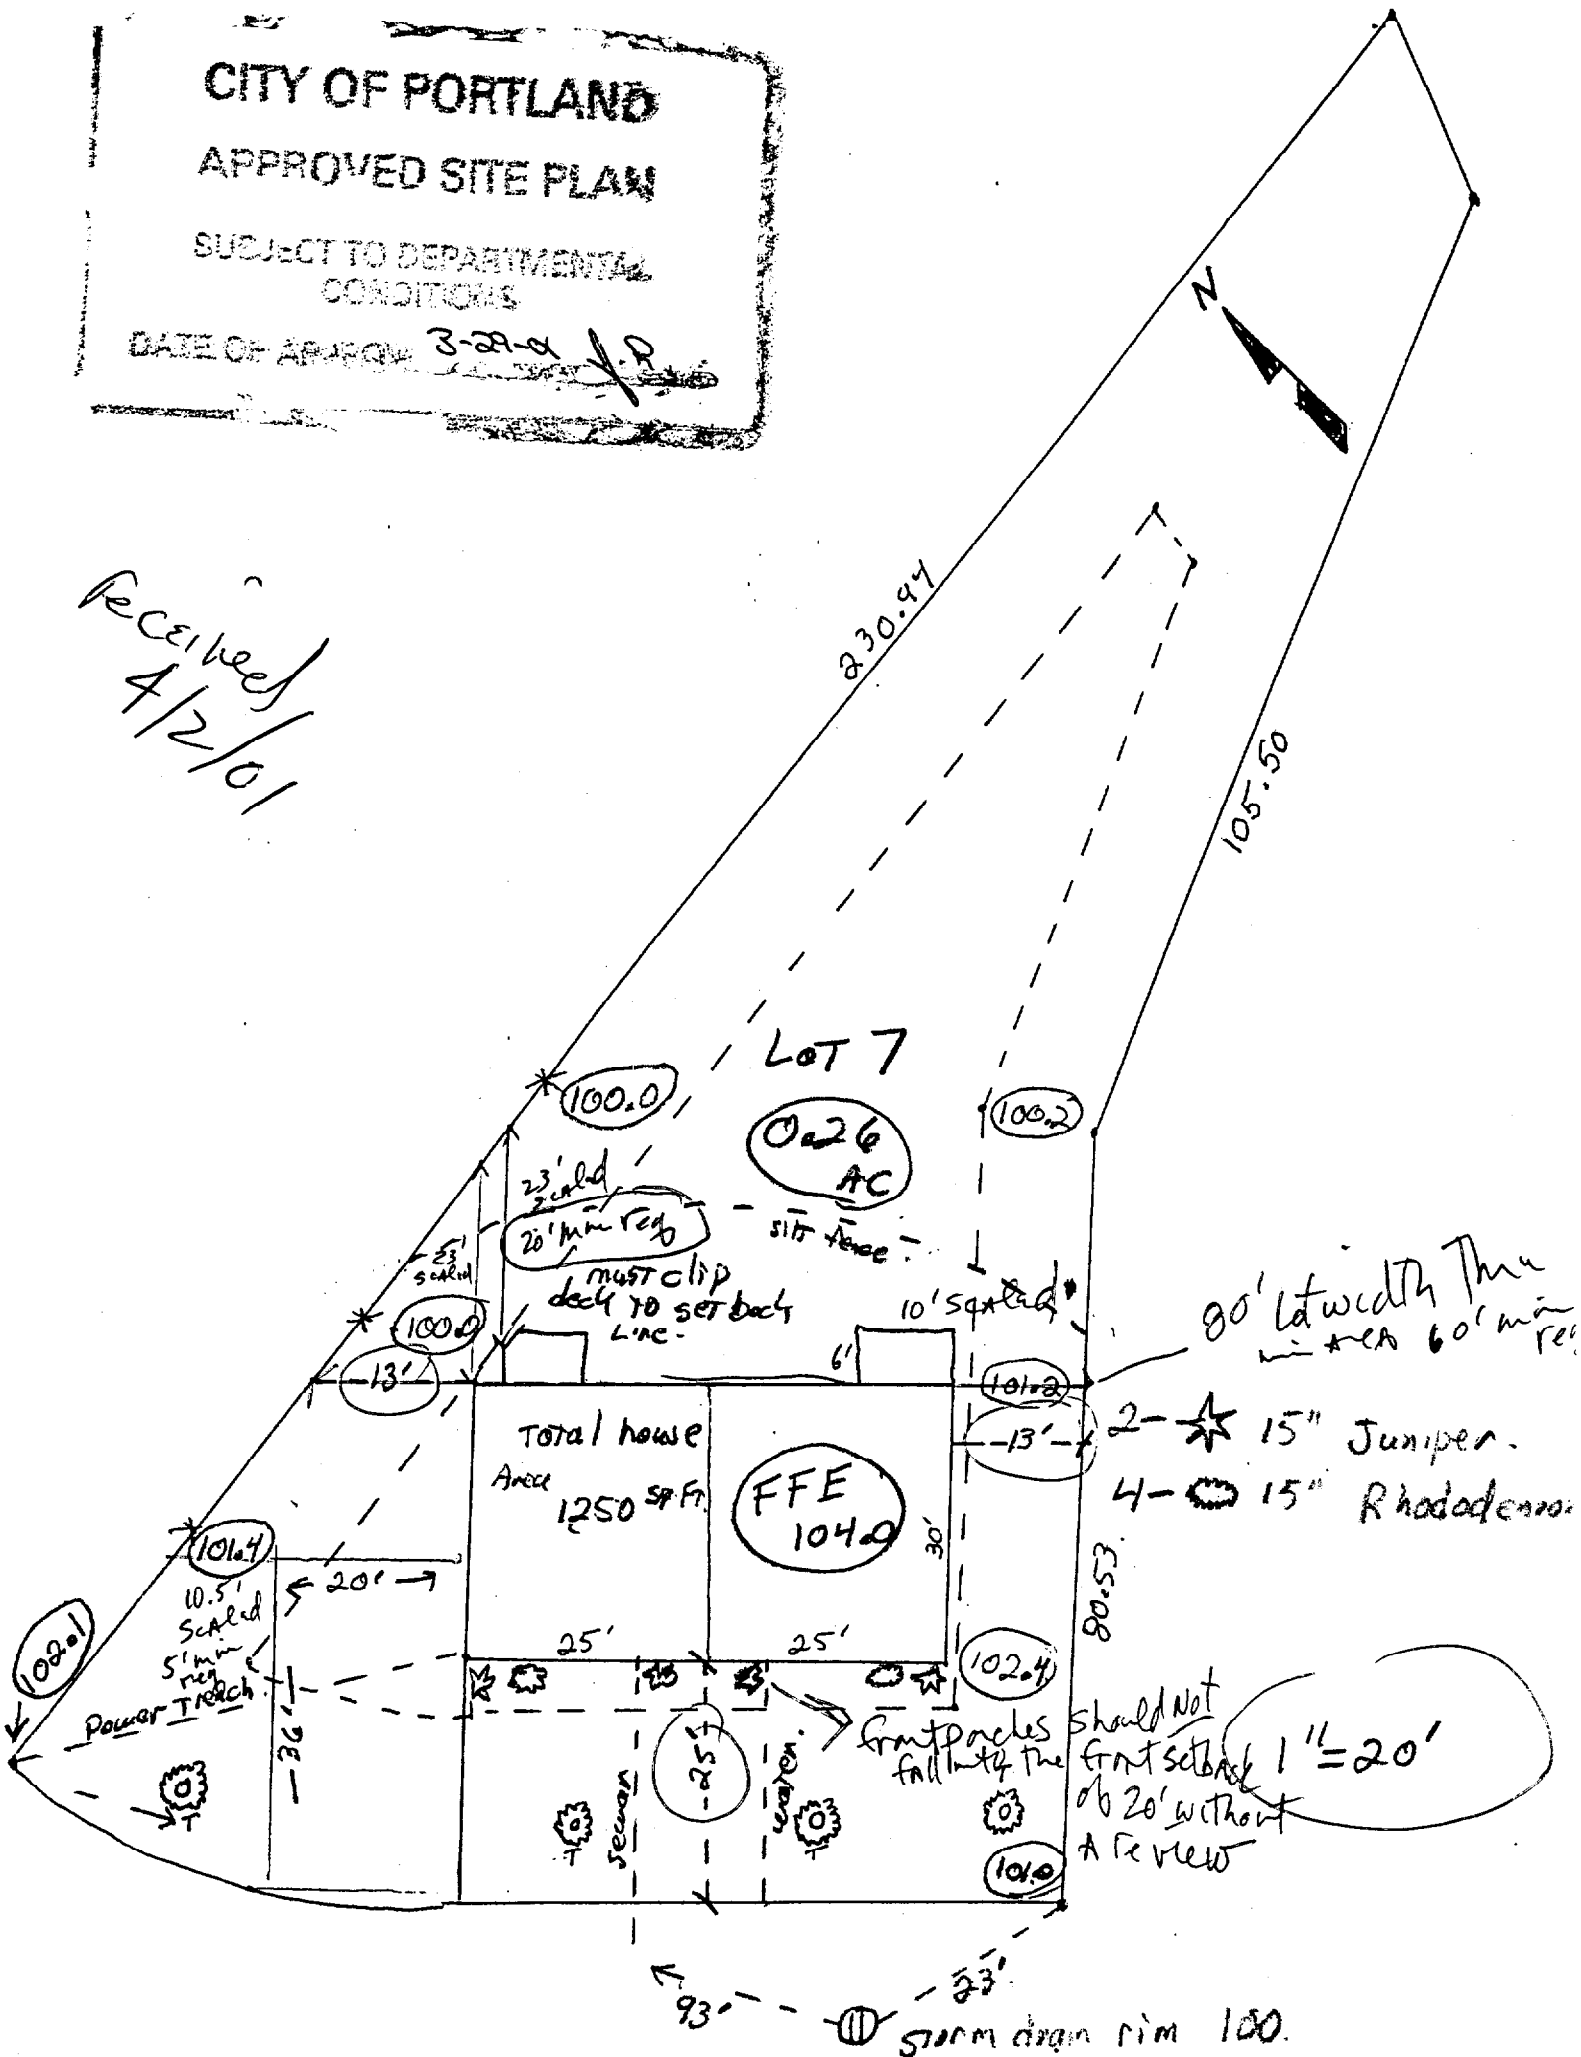 CITY OF PORTLAND
APPROVED SITE PLAN
SUBJECT TO DEPARTMENTAL
CONDITIONS
DATE OF APPROVAL 3-29-01 J.R
N
received
4/2/01
230.94
105.50
LOT 7
100.0
0.26
AC
100.2
23'
scaled
20' min req
silt fence
23'
scaled
must clip
deck to set back
Line.
10' scaled
80' Lot width Thru
min area 60' min
100.0
6'
13'
101.2
13'
2- 15" Juniper.
4- 15" Rhododendron
Total house
Area
1250 SQ FT
FFE
104.0
30'
80.53
101.4
20'
10.5'
scaled
5' min
req
102.1
25'
25'
102.4
Power Trench
36'
25'
sewer
water.
front porches should Not
fall into the front setback
of 20' without
A review
1"=20'
T
T
T
101.0
93'
23'
storm drain rim 100.